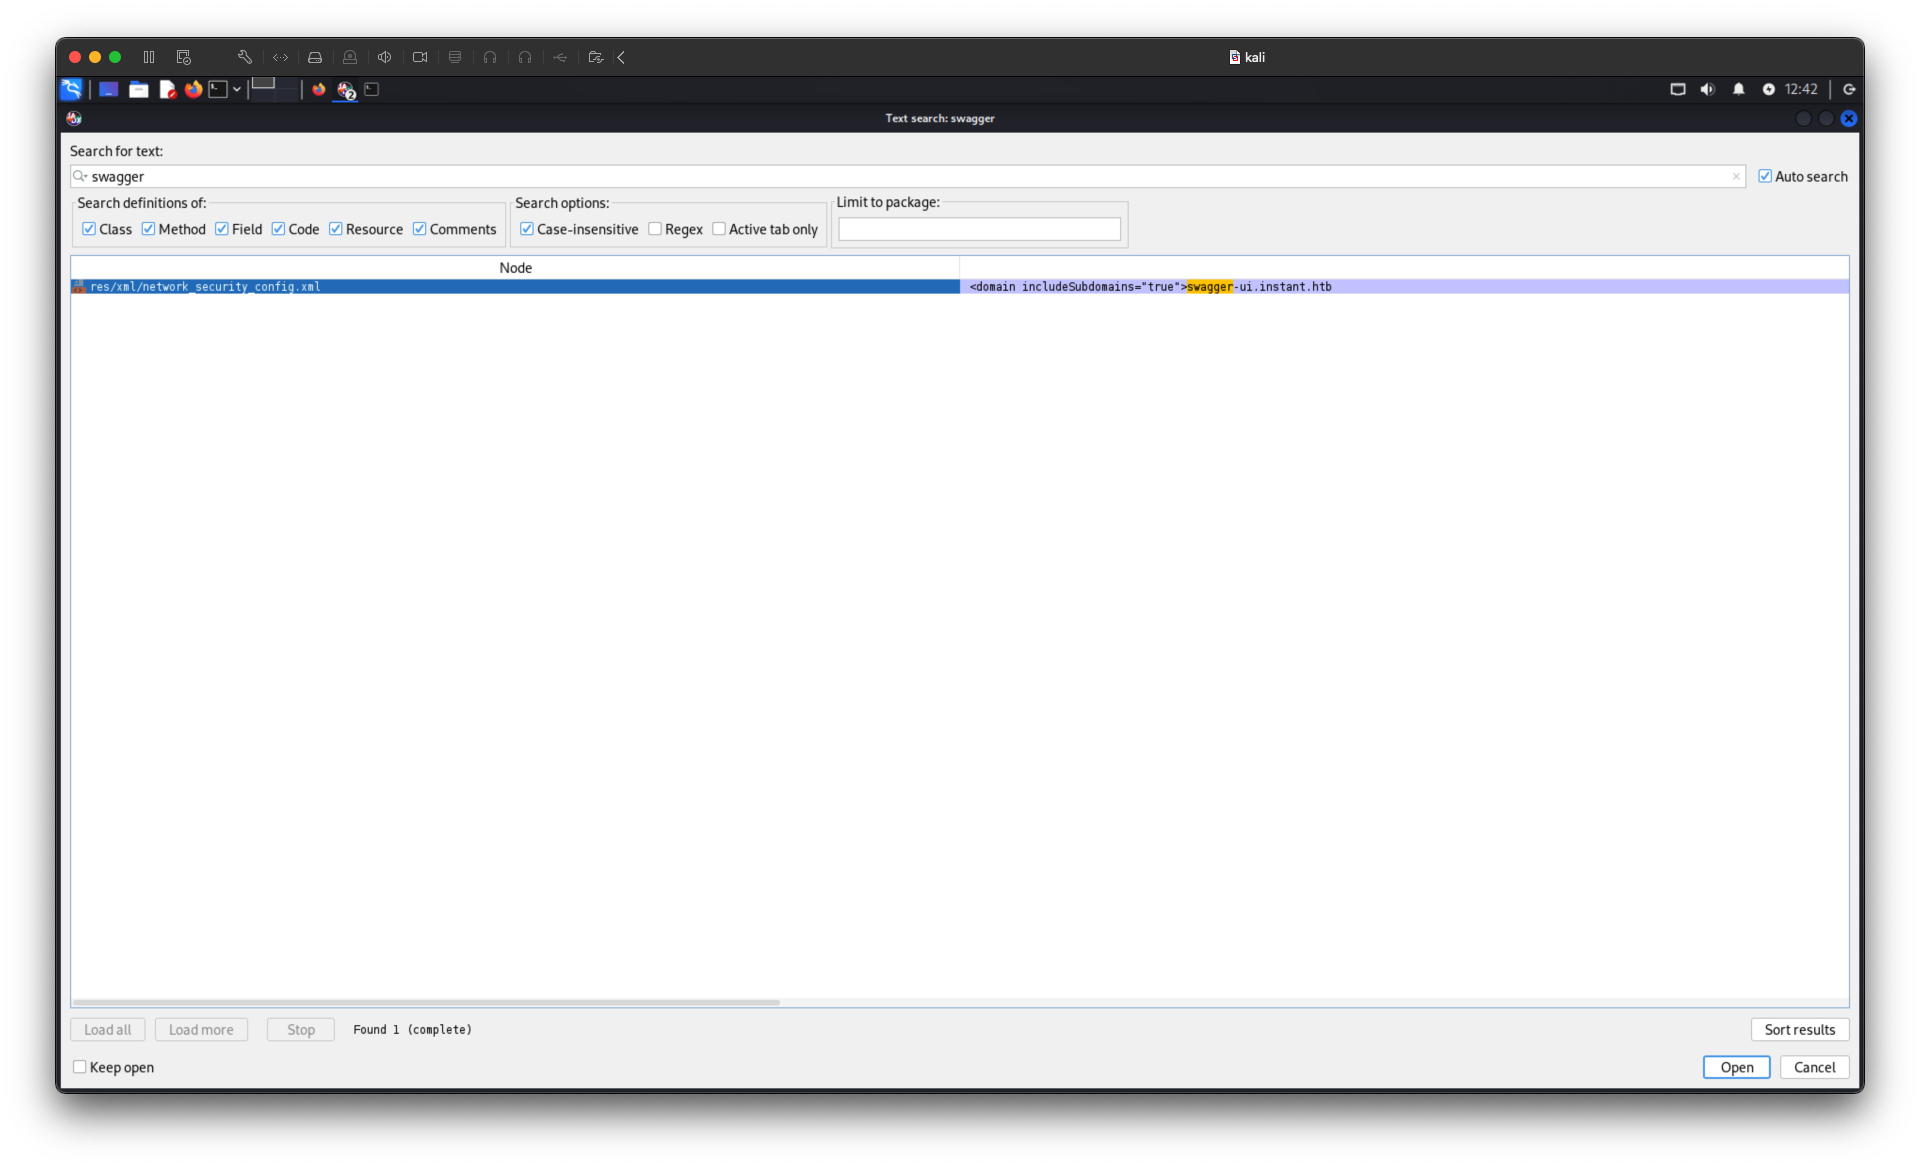 kali
12:42
Text search: swagger
Search for text:
swagger
Auto search
Search definitions of:
Class Method Field Code Resource Comments
Search options:
Case-insensitive Regex Active tab only
Limit to package:
Node
res/xml/network_security_config.xml <domain includeSubdomains="true">swagger-ui.instant.htb
Load all Load more Stop Found 1 (complete) Sort results
Keep open Open Cancel